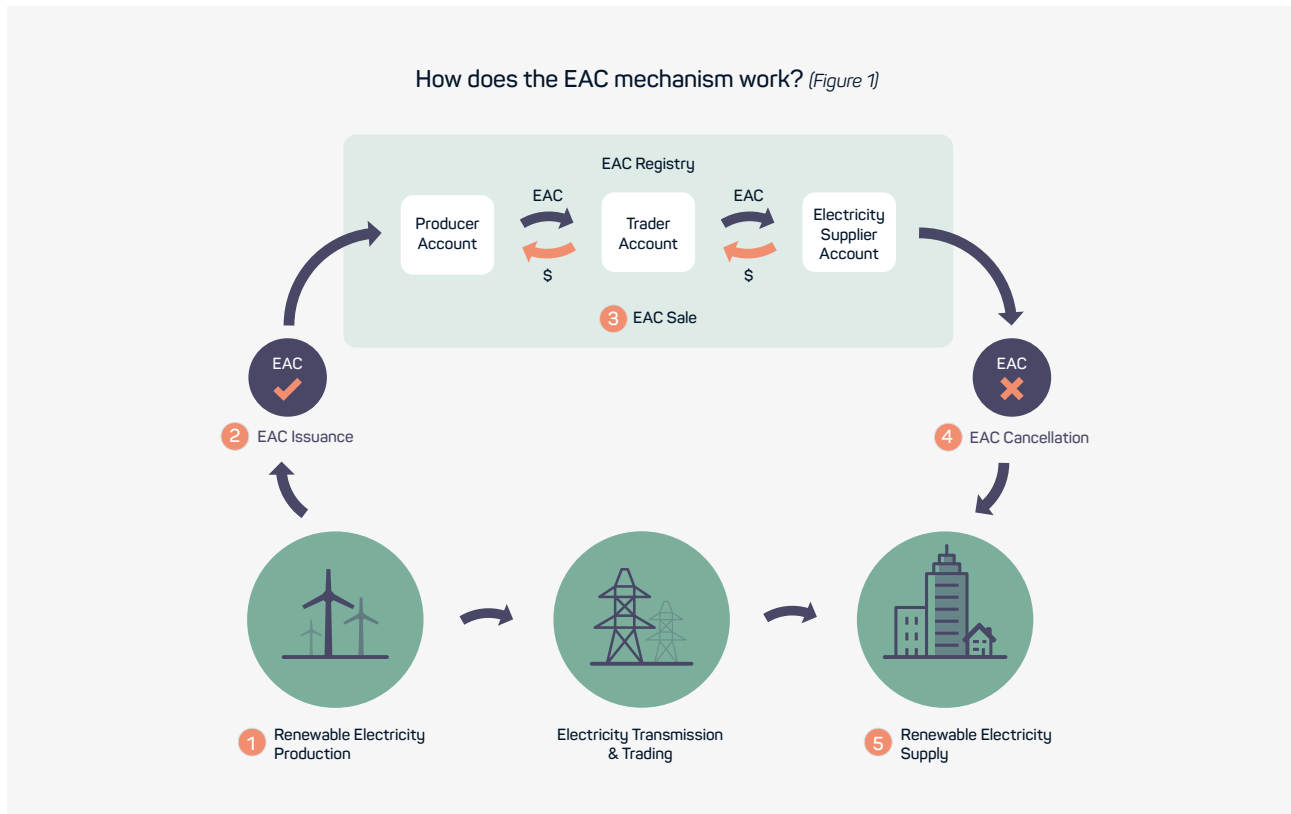 How does the EAC mechanism work? (Figure 1)
EAC Registry
EAC
EAC
Producer
Account
Trader
Account
Electricity
Supplier
Account
$
$
3 EAC Sale
EAC
EAC
2 EAC Issuance
4 EAC Cancellation
1 Renewable Electricity
Production
Electricity Transmission
& Trading
5 Renewable Electricity
Supply